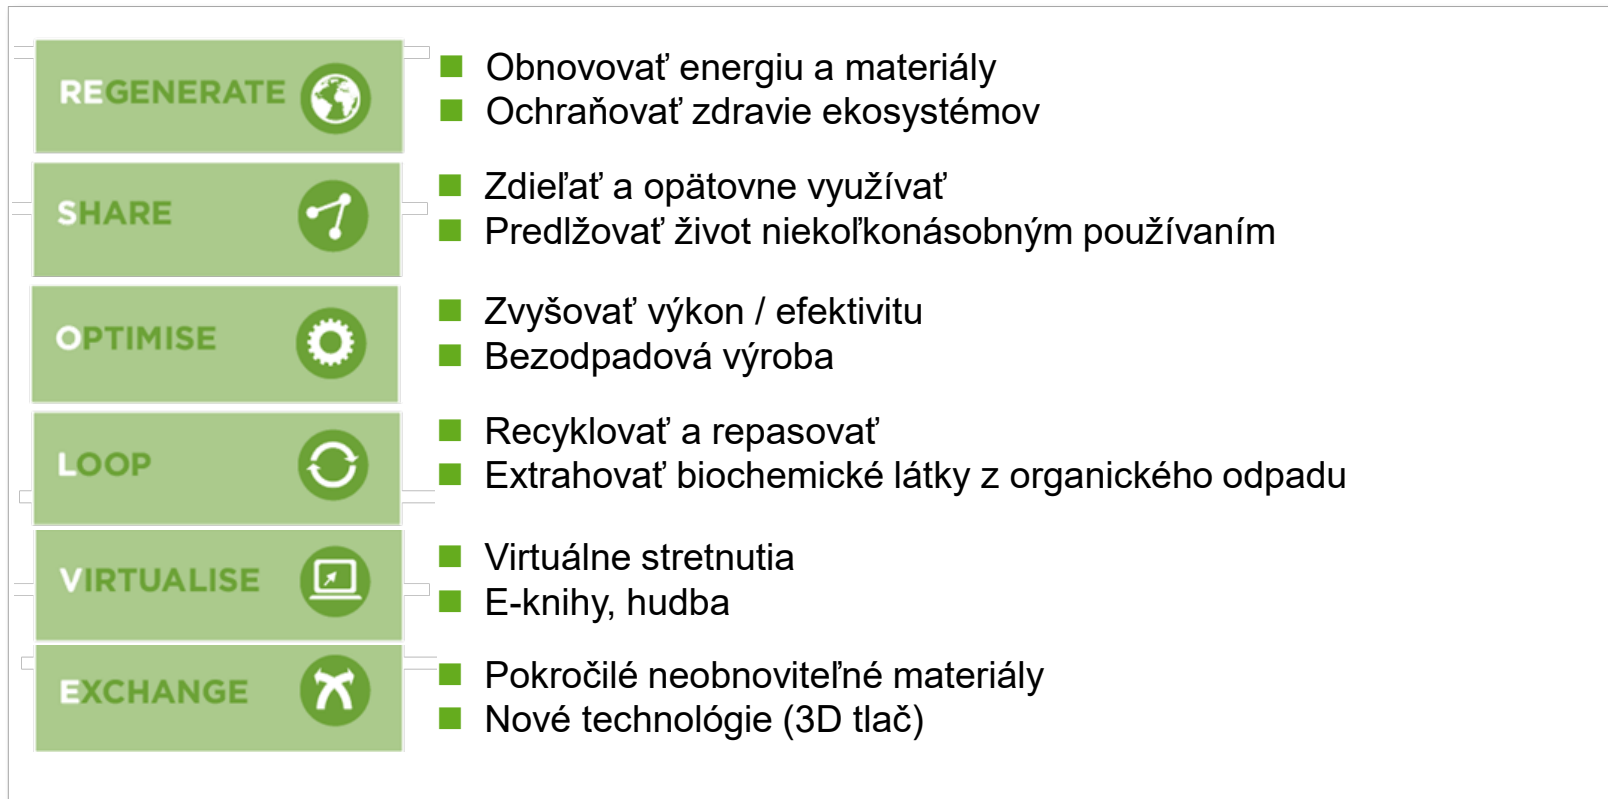 REGENERATE
Obnovovať energiu a materiály
Ochraňovať zdravie ekosystémov
SHARE
Zdieľať a opätovne využívať
Predlžovať život niekoľkonásobným používaním
OPTIMISE
Zvyšovať výkon / efektivitu
Bezodpadová výroba
LOOP
Recyklovať a repasovať
Extrahovať biochemické látky z organického odpadu
VIRTUALISE
Virtuálne stretnutia
E-knihy, hudba
EXCHANGE
Pokročilé neobnoviteľné materiály
Nové technológie (3D tlač)